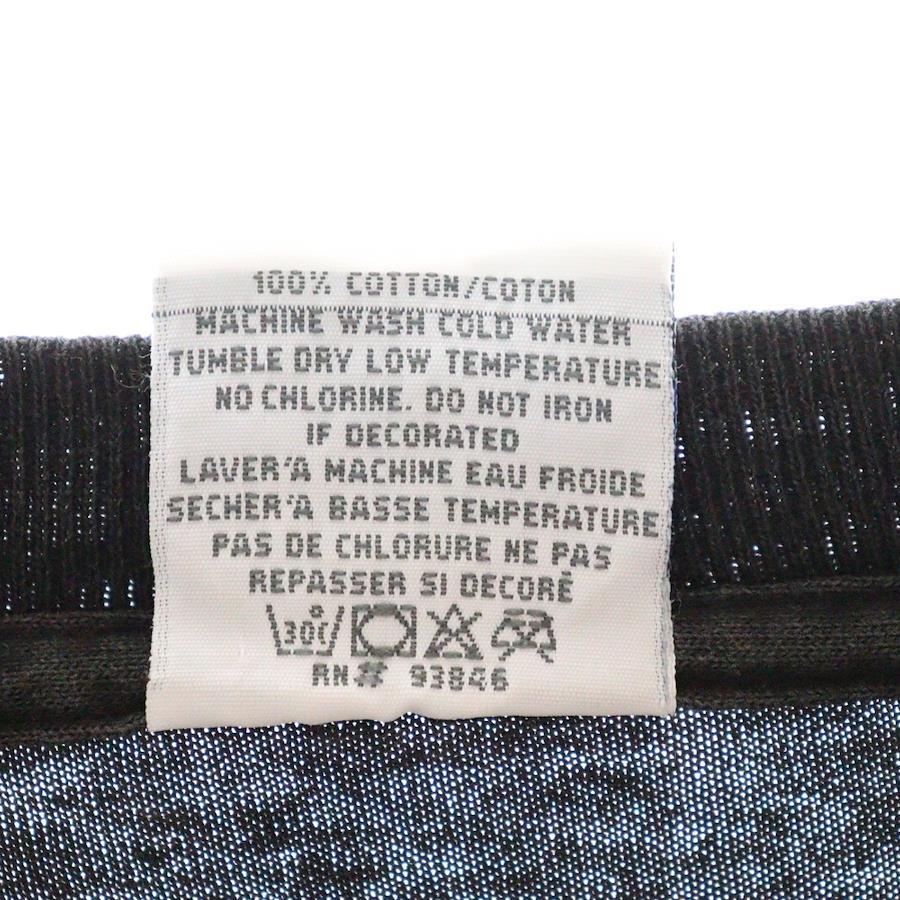 100% COTTON/COTON
MACHINE WASH COLD WATER
TUMBLE DRY LOW TEMPERATURE
NO CHLORINE. DO NOT IRON
IF DECORATED
LAVER'A MACHINE EAU FROIDE
SECHER'A BASSE TEMPERATURE
PAS DE CHLORURE NE PAS
REPASSER SI DECORÉ
30C
RN# 93846